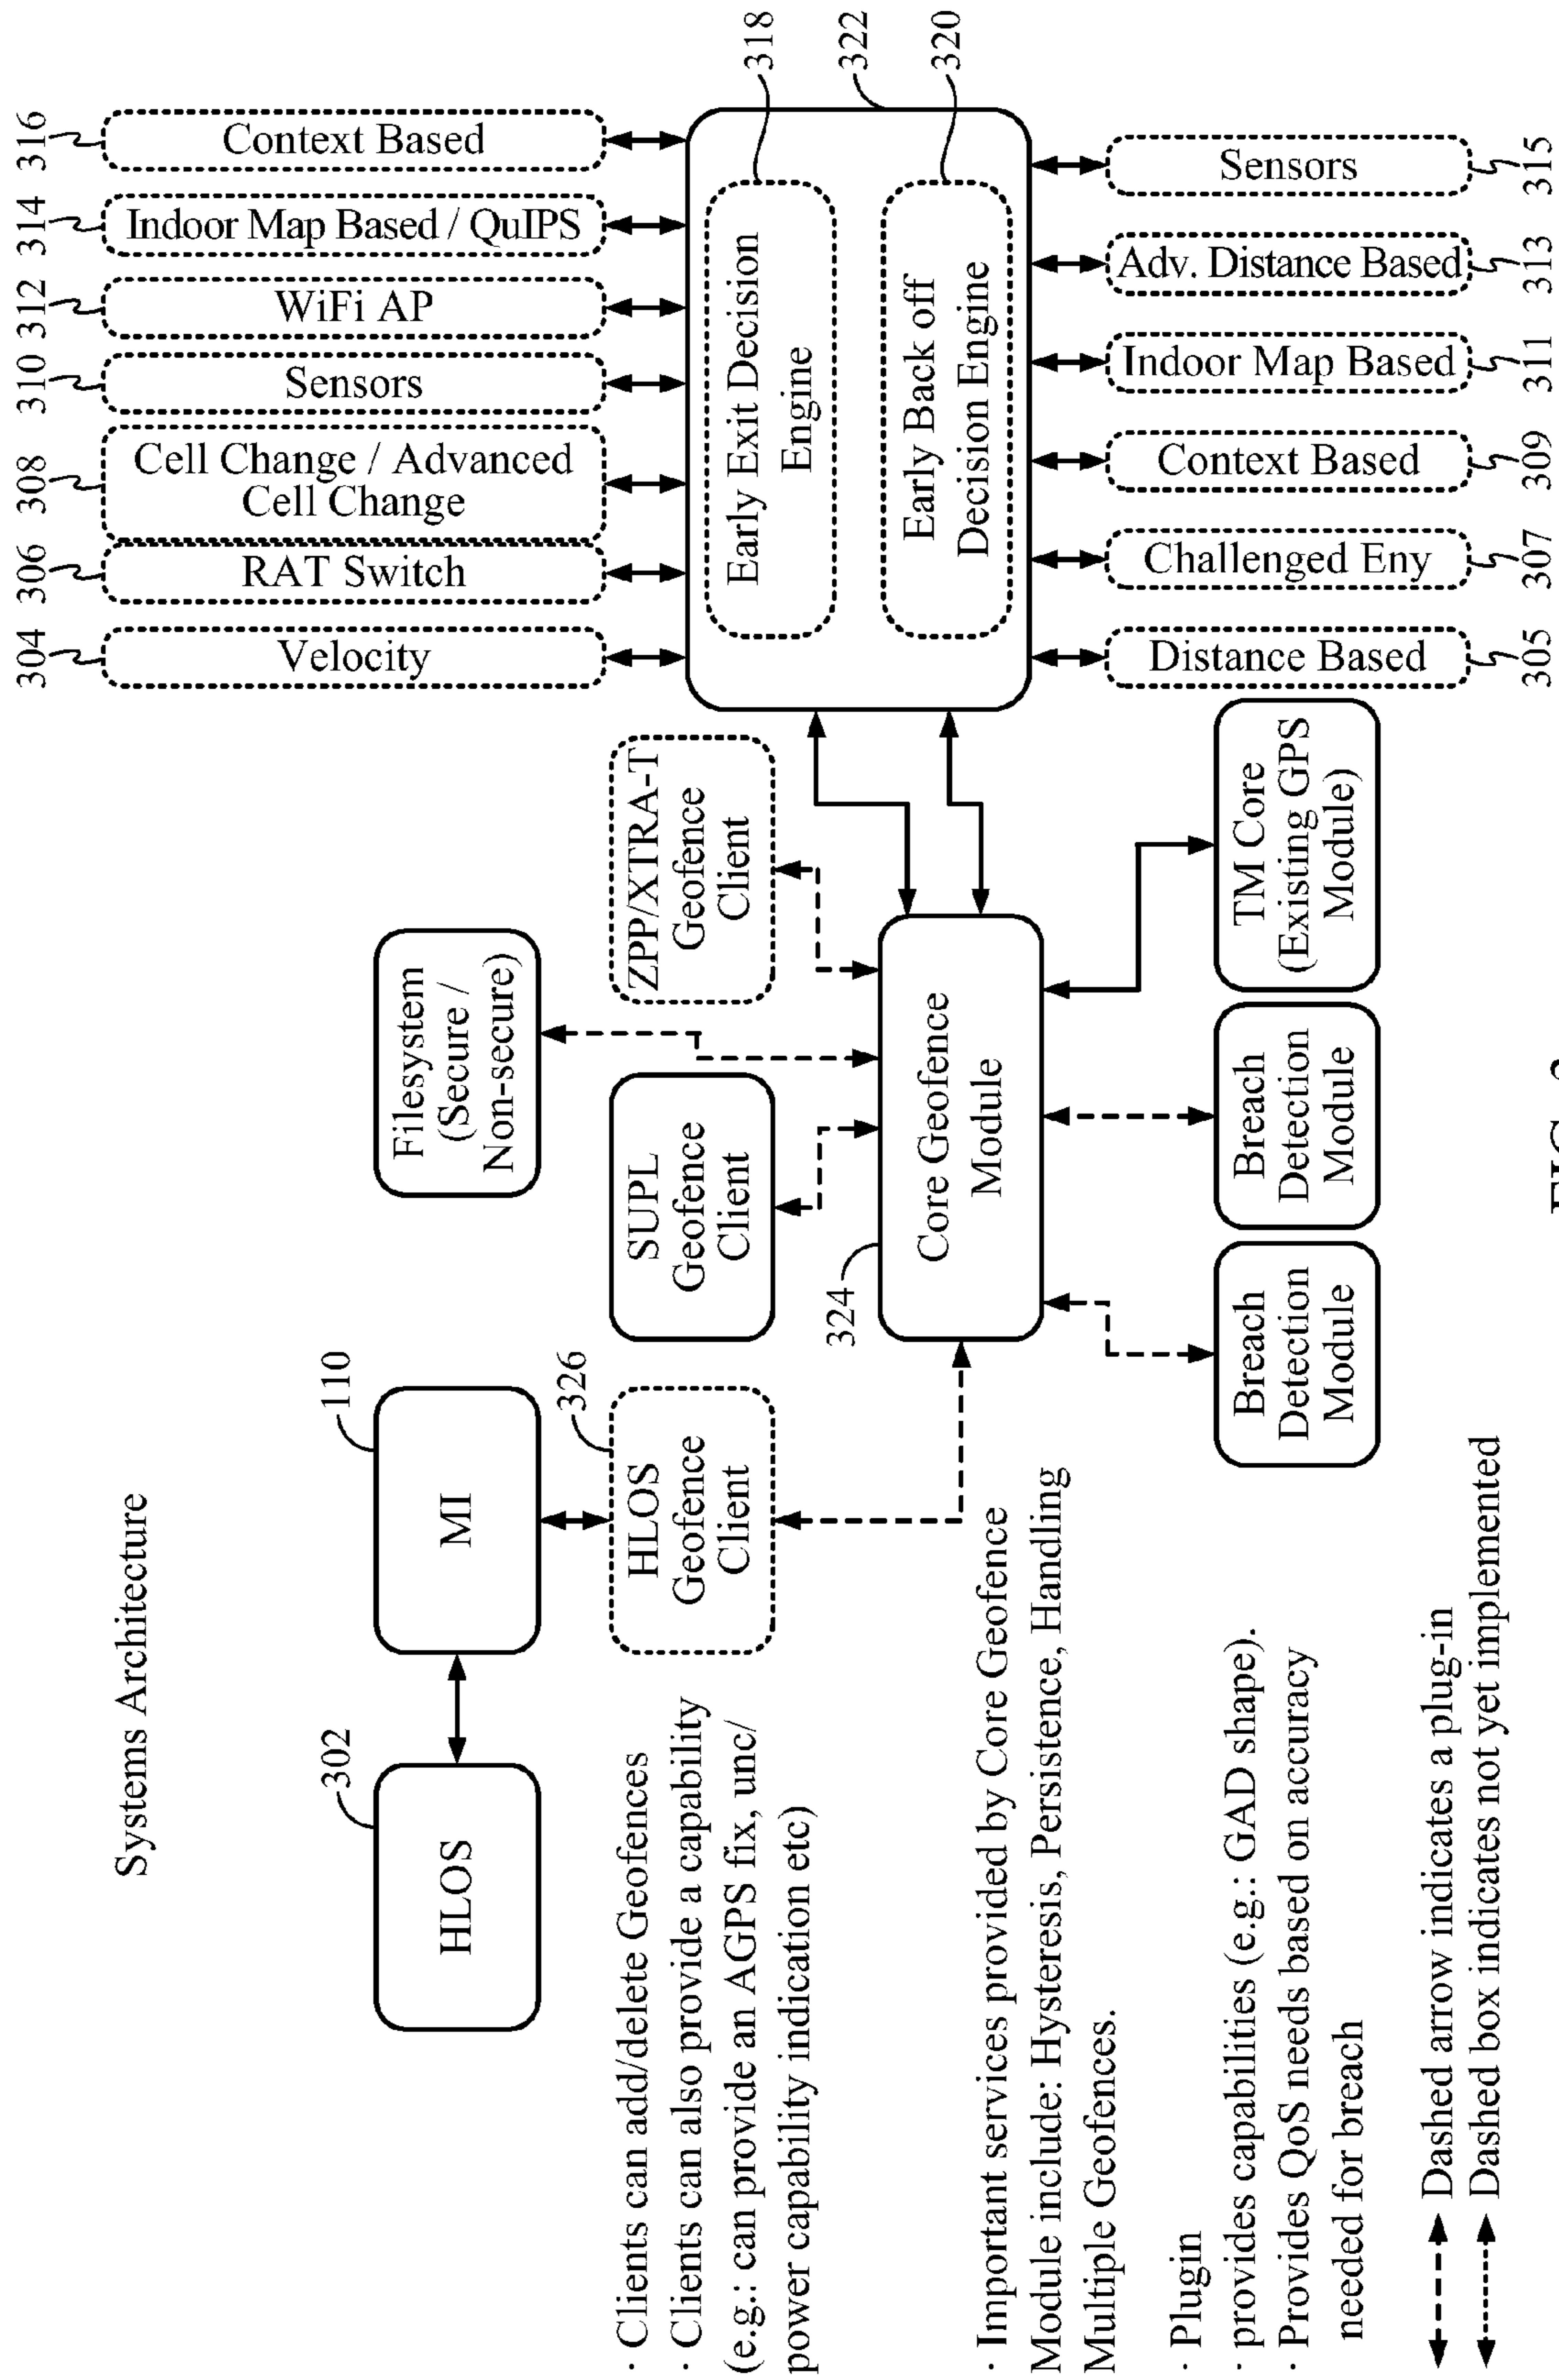 Systems Architecture
302
HLOS
110
MI
Filesystem
(Secure /
Non-secure)
326
HLOS
Geofence
Client
SUPL
Geofence
Client
ZPP/XTRA-T
Geofence
Client
· Clients can add/delete Geofences
· Clients can also provide a capability
(e.g.: can provide an AGPS fix, unc/
power capability indication etc)
324
Core Geofence
Module
· Important services provided by Core Geofence
Module include: Hysteresis, Persistence, Handling
Multiple Geofences.
Breach
Detection
Module
Breach
Detection
Module
TM Core
(Existing GPS
Module)
· Plugin
· provides capabilities (e.g.: GAD shape).
· Provides QoS needs based on accuracy
needed for breach
Dashed arrow indicates a plug-in
Dashed box indicates not yet implemented
304
306
308
310
312
314
316
Velocity
RAT Switch
Cell Change / Advanced
Cell Change
Sensors
WiFi AP
Indoor Map Based / QuIPS
Context Based
Early Exit Decision
Engine
318
322
Early Back off
Decision Engine
320
Distance Based
Challenged Eny
Context Based
Indoor Map Based
Adv. Distance Based
Sensors
305
307
309
311
313
315